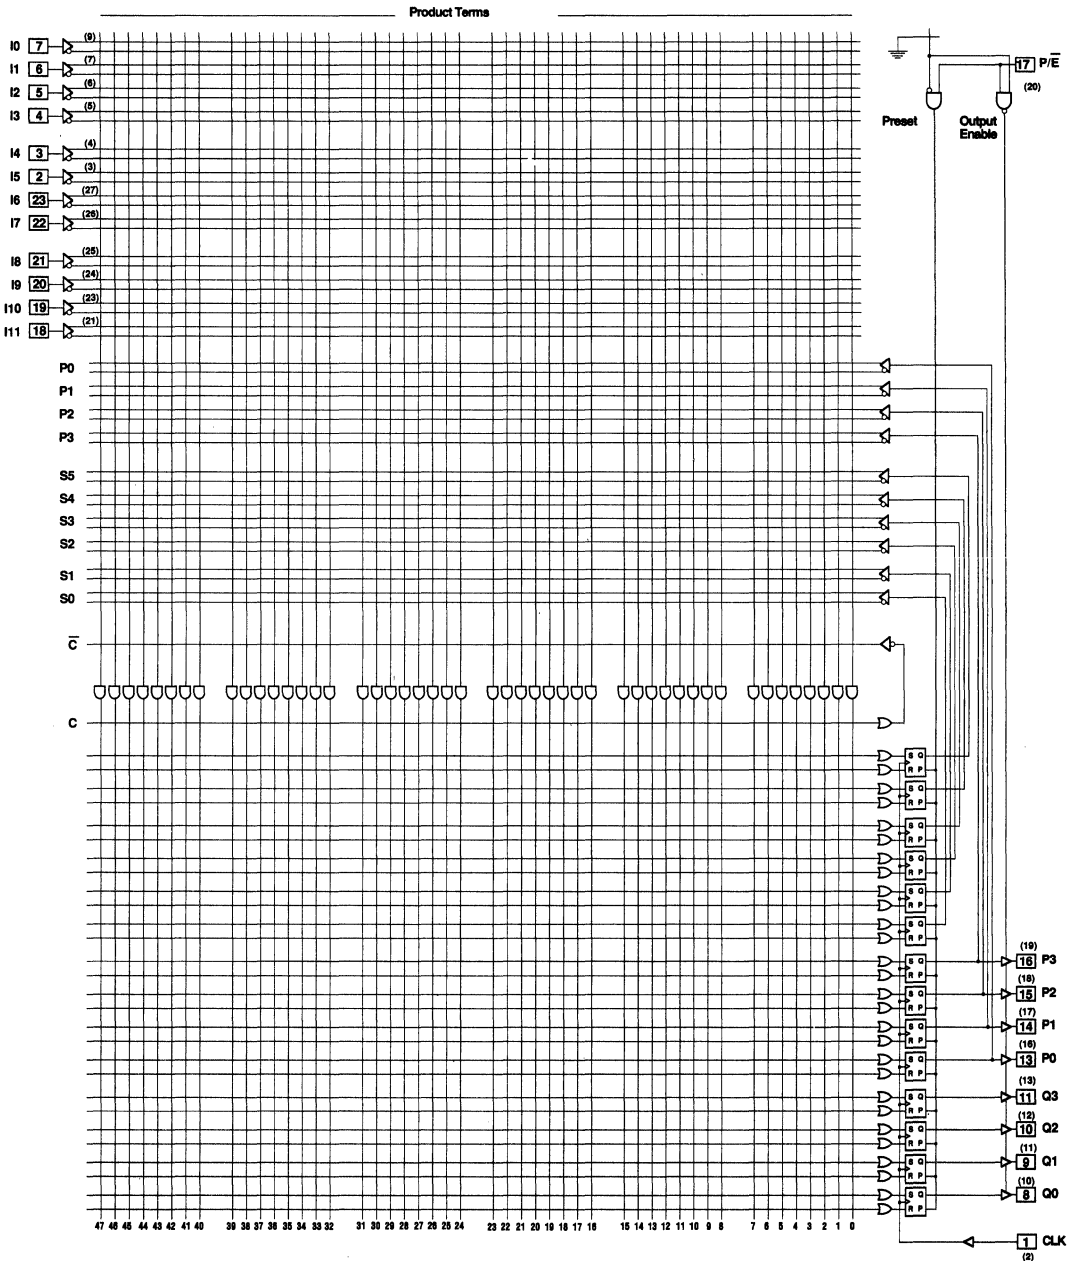 Product Terms
I0 7 (9)
I1 6 (7)
I2 5 (6)
I3 4 (5)
I4 3 (4)
I5 2 (3)
I6 23 (27)
I7 22 (26)
I8 21 (25)
I9 20 (24)
I10 19 (23)
I11 18 (21)
17 P/E̅
(20)
Preset
Output
Enable
P0
P1
P2
P3
S5
S4
S3
S2
S1
S0
C̅
C
S Q
R P
S Q
R P
S Q
R P
S Q
R P
S Q
R P
S Q
R P
(19)
S Q 16 P3
R P
(18)
S Q 15 P2
R P
(17)
S Q 14 P1
R P
(16)
S Q 13 P0
R P
(13)
S Q 11 Q3
R P
(12)
S Q 10 Q2
R P
(11)
S Q 9 Q1
R P
(10)
S Q 8 Q0
R P
47 46 45 44 43 42 41 40 39 38 37 36 35 34 33 32 31 30 29 28 27 26 25 24 23 22 21 20 19 18 17 16 15 14 13 12 11 10 9 8 7 6 5 4 3 2 1 0
1 CLK
(2)